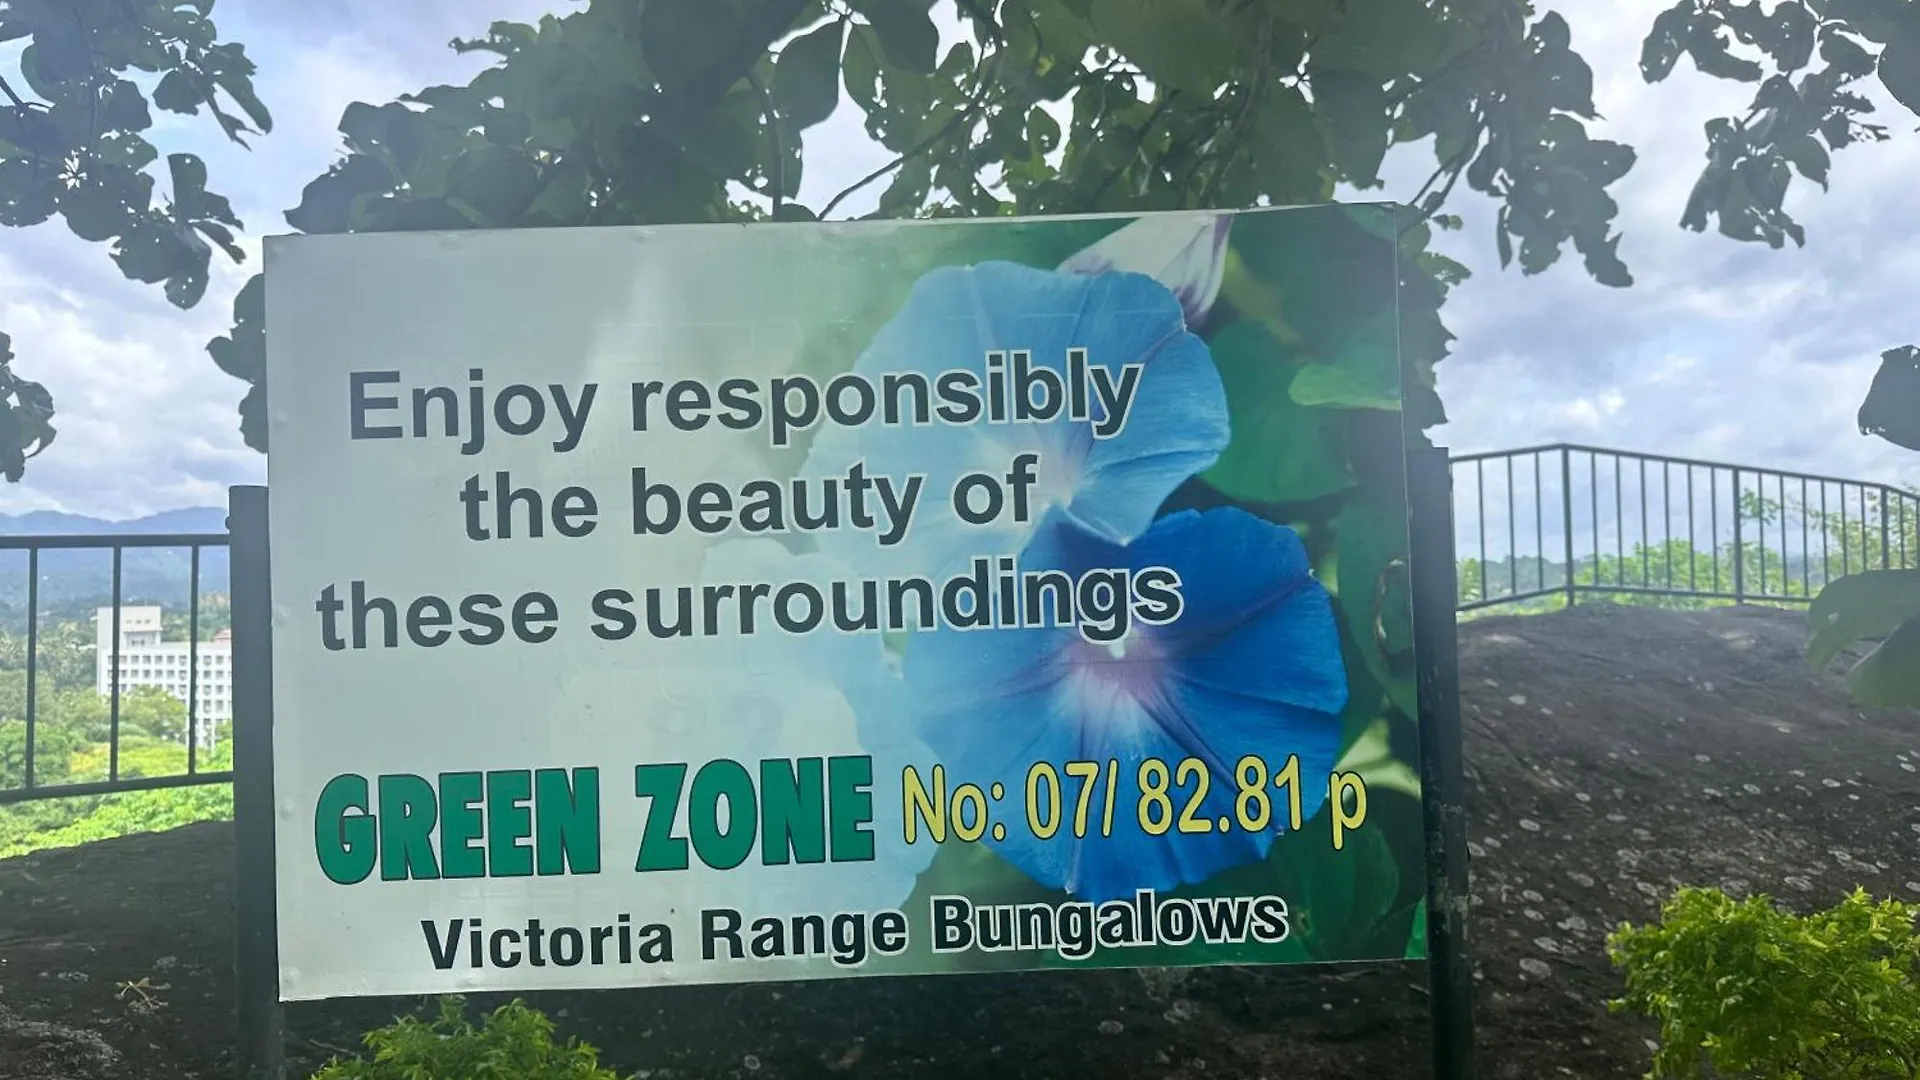 Enjoy responsibly
the beauty of
these surroundings
GREEN ZONE No: 07/ 82.81 p
Victoria Range Bungalows